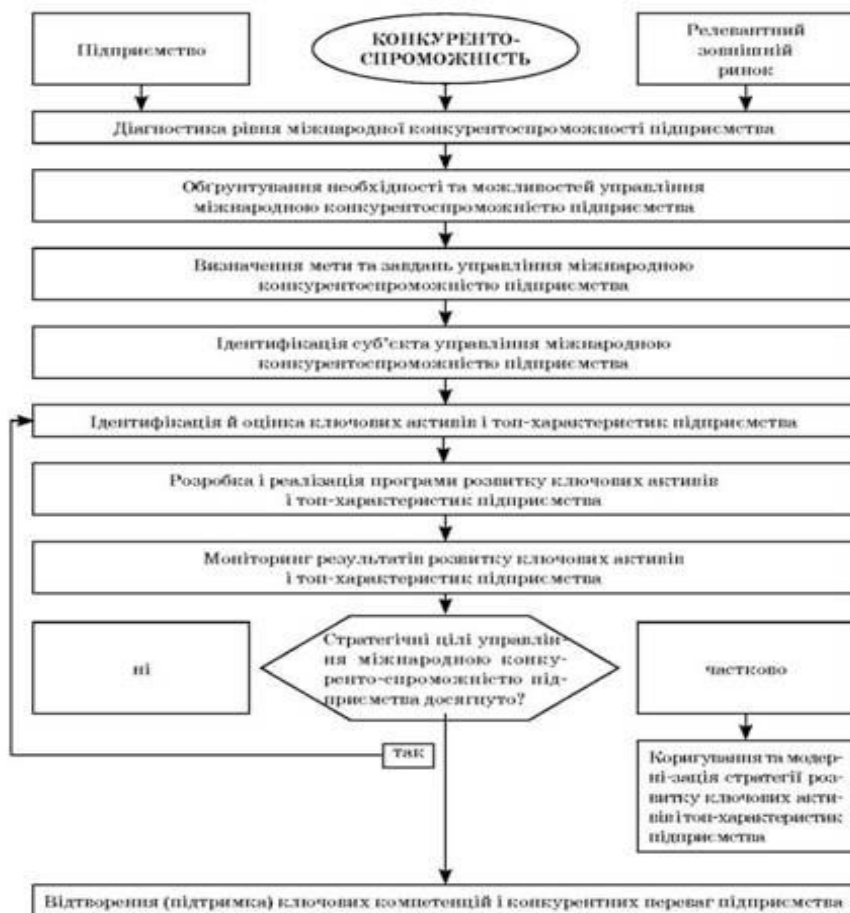 Підприємство
КОНКУРЕНТО-
СПРОМОЖНІСТЬ
Релевантний
зовнішній
ринок
Діагностика рівня міжнародної конкурентоспроможності підприємства
Обґрунтування необхідності та можливостей управління
міжнародною конкурентоспроможністю підприємства
Визначення мети та завдань управління міжнародною
конкурентоспроможністю підприємства
Ідентифікація суб’єкта управління міжнародною
конкурентоспроможністю підприємства
Ідентифікація й оцінка ключових активів і топ-характеристик підприємства
Розробка і реалізація програми розвитку ключових активів
і топ-характеристик підприємства
Моніторинг результатів розвитку ключових активів
і топ-характеристик підприємства
ні
Стратегічні цілі управлін-
ня міжнародною конку-
ренто-спроможністю під-
приємства досягнуто?
частково
так
Коригування та модер-
ні-зація стратегії роз-
витку ключових акти-
вів і топ-характеристик
підприємства
Відтворення (підтримка) ключових компетенцій і конкурентних переваг підприємства